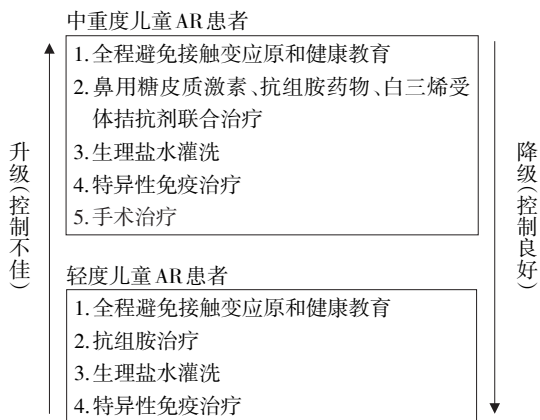 中重度儿童AR患者
1.全程避免接触变应原和健康教育
2.鼻用糖皮质激素、抗组胺药物、白三烯受
体拮抗剂联合治疗
3.生理盐水灌洗
4.特异性免疫治疗
5.手术治疗
升级(控制不佳)
降级(控制良好)
轻度儿童AR患者
1.全程避免接触变应原和健康教育
2.抗组胺治疗
3.生理盐水灌洗
4.特异性免疫治疗